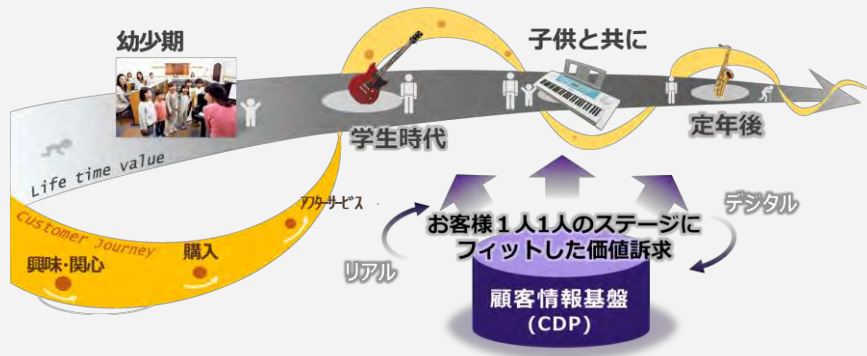 幼少期
子供と共に
学生時代
定年後
Life time value
Customer Journey
興味・関心
購入
アフターサービス
リアル
デジタル
お客様1人1人のステージに
フィットした価値訴求
顧客情報基盤
(CDP)